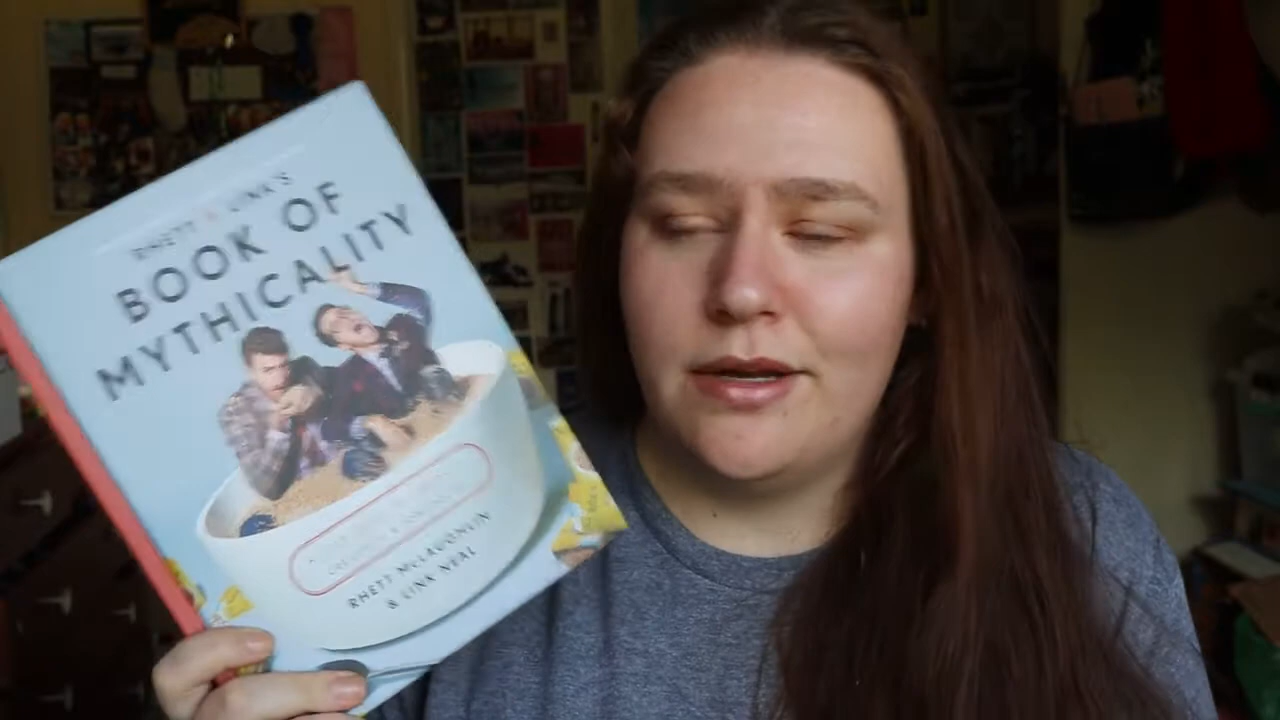 RHETT & LINK'S
BOOK OF
MYTHICALITY
RHETT McLAUGHLIN
& LINK NEAL